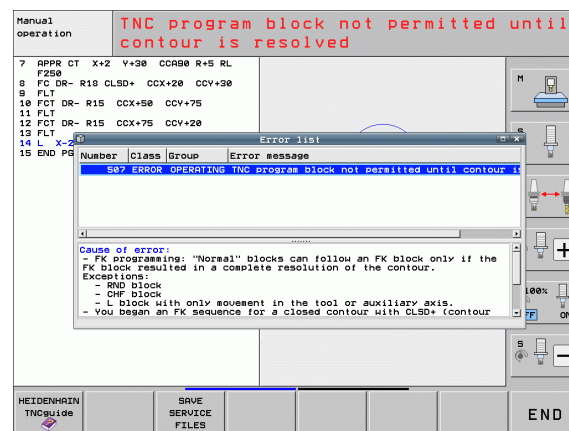 Manual
operation
TNC program block not permitted until
contour is resolved
7 APPR CT X+2 Y+30 CCA90 R+5 RL
F250
8 FC DR- R18 CLSD+ CCX+20 CCY+30
9 FLT
10 FCT DR- R15 CCX+50 CCY+75
11 FLT
12 FCT DR- R15 CCX+75 CCY+20
13 FLT
14 L X-2
15 END PG
M
S
Error list
Number Class Group Error message
507 ERROR OPERATING TNC program block not permitted until contour i
Cause of error:
- FK programming: "Normal" blocks can follow an FK block only if the
FK block resulted in a complete resolution of the contour.
Exceptions:
- RND block
- CHF block
- L block with only movement in the tool or auxiliary axis.
- You began an FK sequence for a closed contour with CLSD+ (contour
100%
FF ON
S
HEIDENHAIN
TNCguide
SAVE
SERVICE
FILES
END